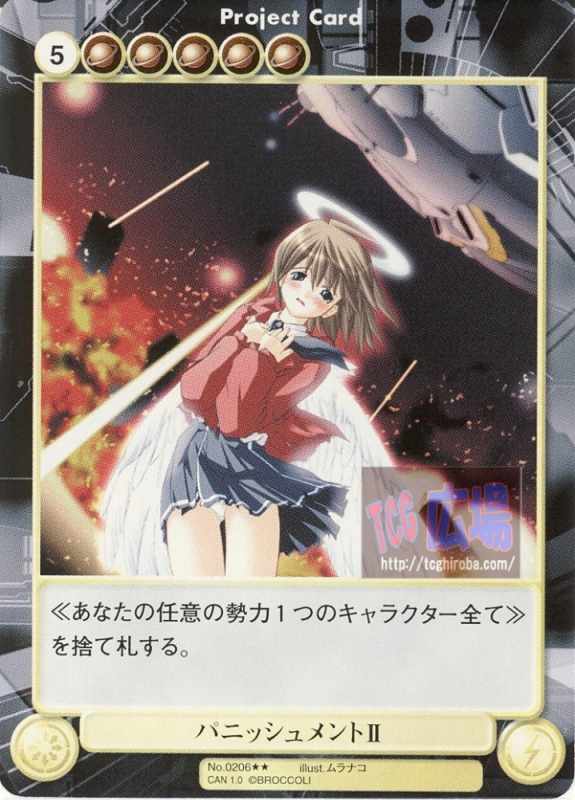 Project Card
5
TCG 広場
http://tcghiroba.com/
≪あなたの任意の勢力１つのキャラクター全て≫
を捨て札する。
パニッシュメントⅡ
No.0206★★ illust.ムラナコ
CAN 1.0 ©BROCCOLI